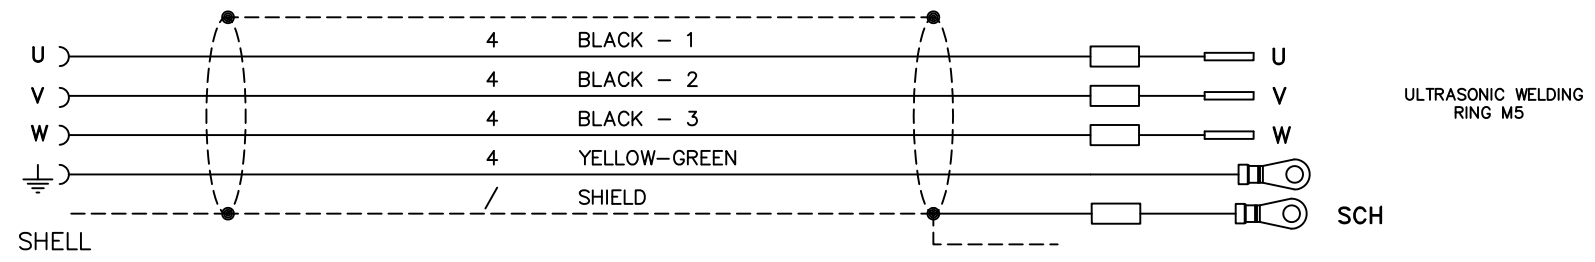 U 4 BLACK - 1 U
V 4 BLACK - 2 V
W 4 BLACK - 3 W
4 YELLOW-GREEN
/ SHIELD SCH
SHELL
ULTRASONIC WELDING
RING M5